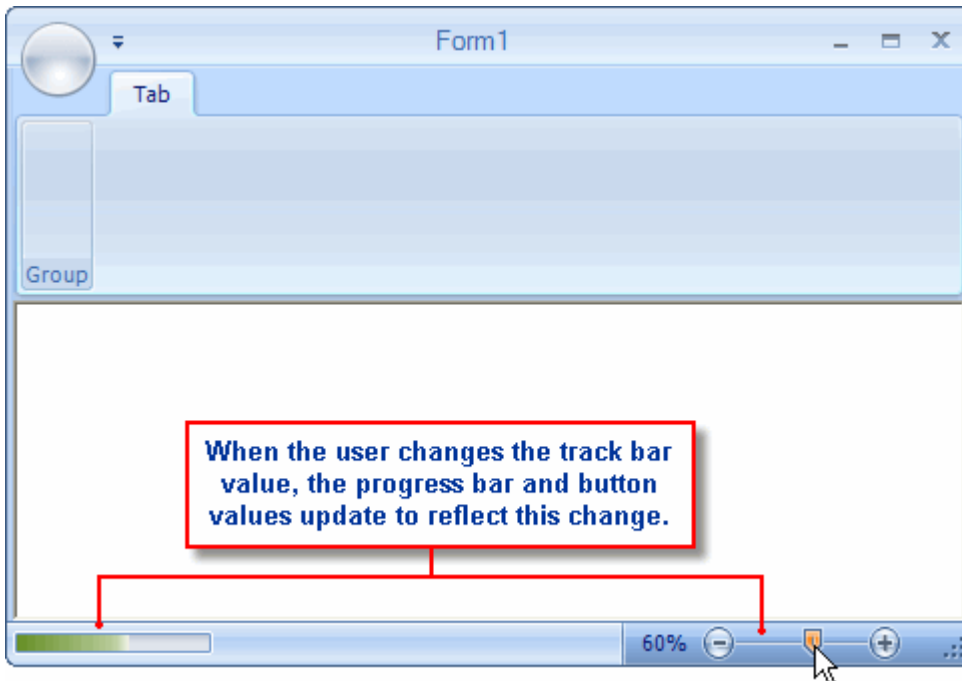 Form1
Tab
Group
When the user changes the track bar
value, the progress bar and button
values update to reflect this change.
60%